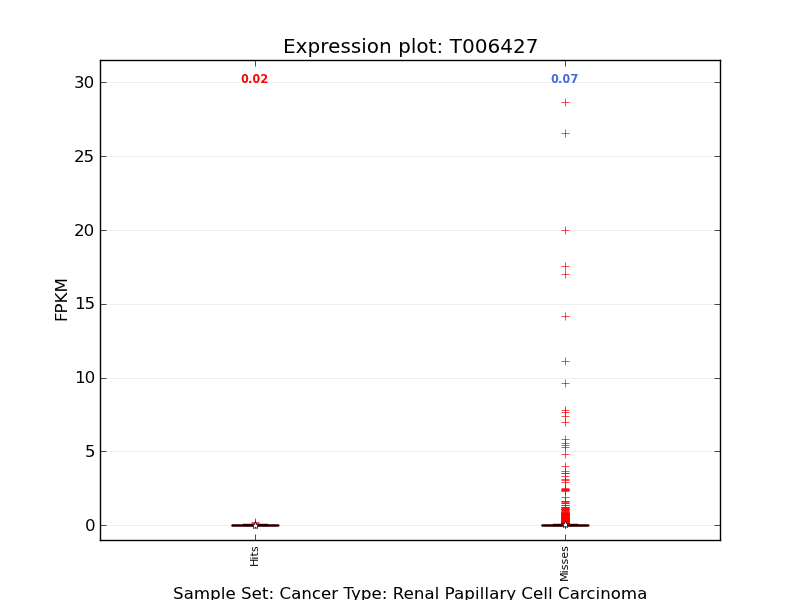 Expression plot: T006427
0.02
0.07
30
25
20
15
10
5
0
FPKM
Hits
Misses
Sample Set: Cancer Type: Renal Papillary Cell Carcinoma